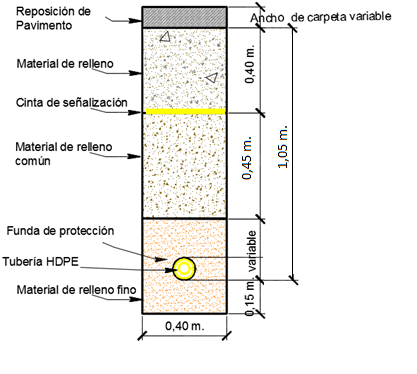 Reposición de
Pavimento
Ancho de carpeta variable
Material de relleno
0,40 m.
Cinta de señalización
Material de relleno
común
0,45 m.
1,05 m.
Funda de protección
variable
Tubería HDPE
Material de relleno fino
0,15 m.
0,40 m.